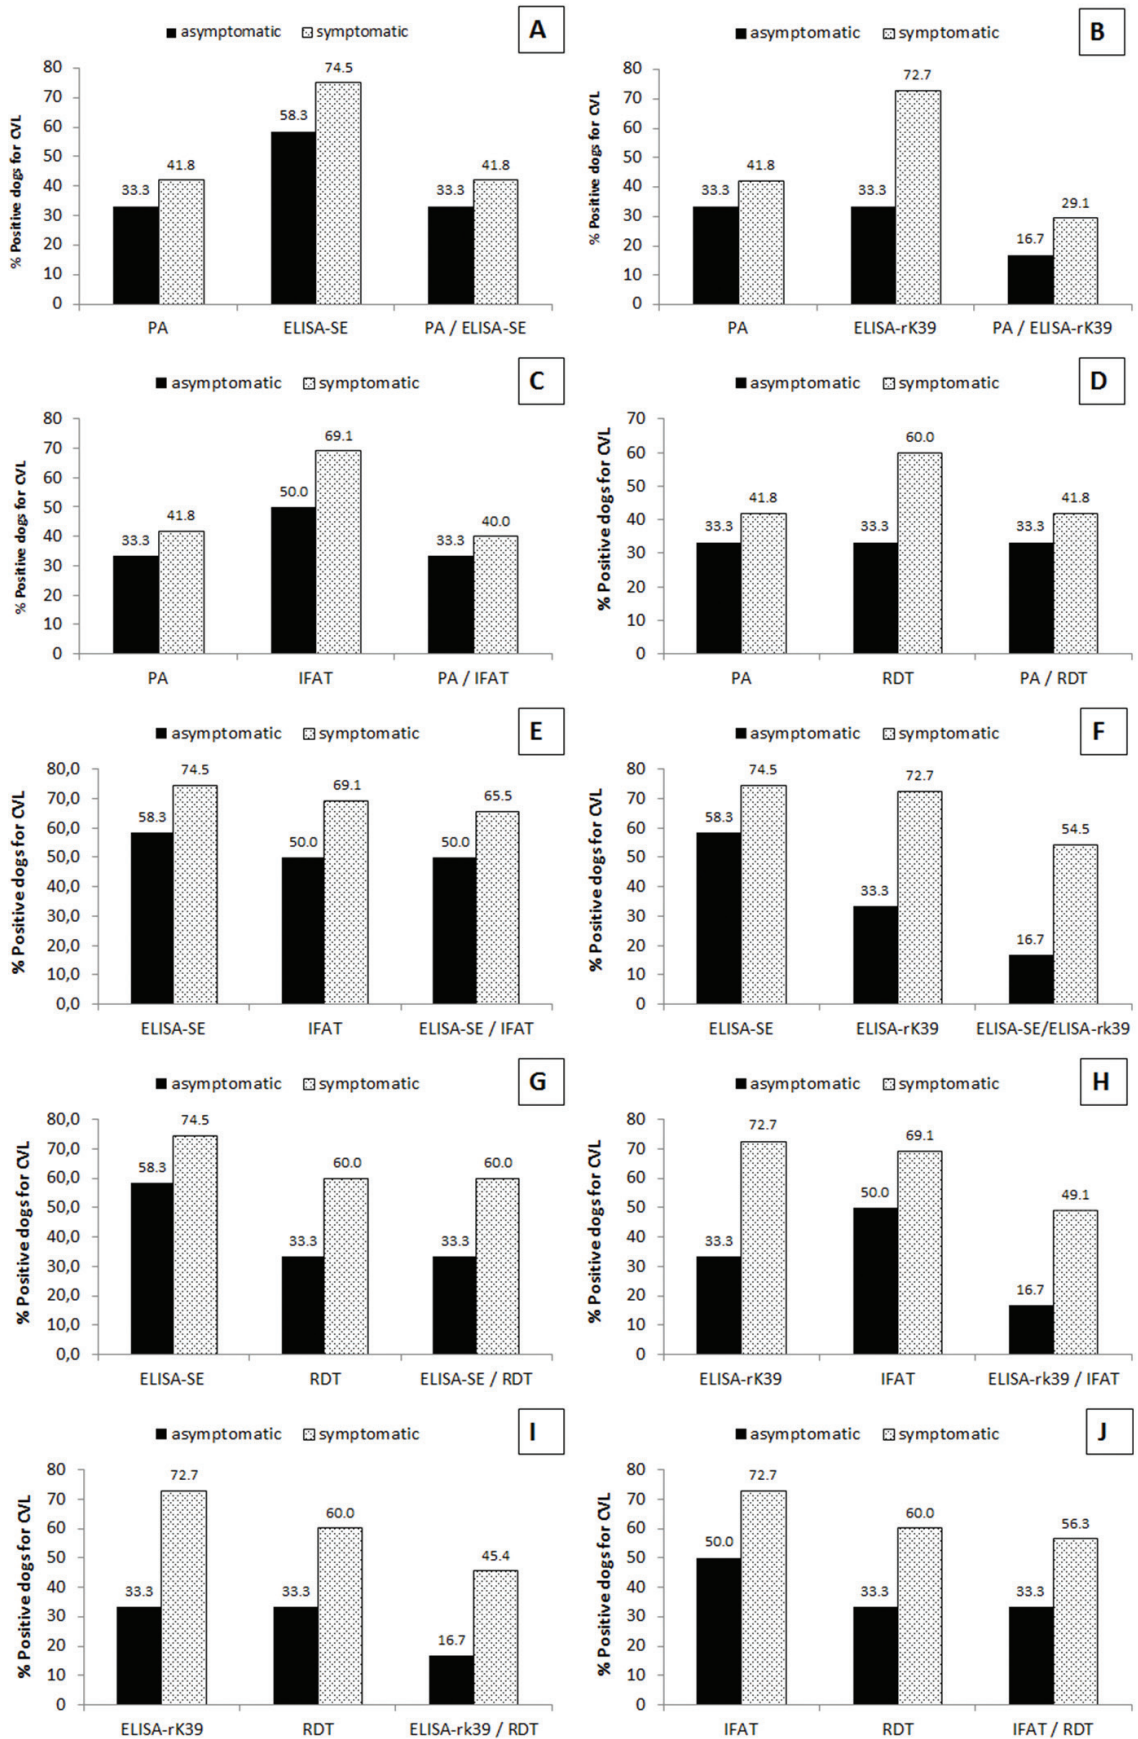 asymptomatic symptomatic A
% Positive dogs for CVL
80
70
60
50
40
30
20
10
0
33.3 41.8 58.3 74.5 33.3 41.8
PA ELISA-SE PA / ELISA-SE
asymptomatic symptomatic B
% Positive dogs for CVL
80
70
60
50
40
30
20
10
0
33.3 41.8 33.3 72.7 16.7 29.1
PA ELISA-rK39 PA / ELISA-rK39
asymptomatic symptomatic C
% Positive dogs for CVL
80
70
60
50
40
30
20
10
0
33.3 41.8 50.0 69.1 33.3 40.0
PA IFAT PA / IFAT
asymptomatic symptomatic D
% Positive dogs for CVL
70
60
50
40
30
20
10
0
33.3 41.8 33.3 60.0 33.3 41.8
PA RDT PA / RDT
asymptomatic symptomatic E
% Positive dogs for CVL
80,0
70,0
60,0
50,0
40,0
30,0
20,0
10,0
0,0
58.3 74.5 50.0 69.1 50.0 65.5
ELISA-SE IFAT ELISA-SE / IFAT
asymptomatic symptomatic F
% Positive dogs for CVL
80
70
60
50
40
30
20
10
0
58.3 74.5 33.3 72.7 16.7 54.5
ELISA-SE ELISA-rK39 ELISA-SE/ELISA-rk39
asymptomatic symptomatic G
% Positive dogs for CVL
80,0
70,0
60,0
50,0
40,0
30,0
20,0
10,0
0,0
58.3 74.5 33.3 60.0 33.3 60.0
ELISA-SE RDT ELISA-SE / RDT
asymptomatic symptomatic H
% Positive dogs for CVL
80
70
60
50
40
30
20
10
0
33.3 72.7 50.0 69.1 16.7 49.1
ELISA-rK39 IFAT ELISA-rk39 / IFAT
asymptomatic symptomatic I
% Positive dogs for CVL
80
70
60
50
40
30
20
10
0
33.3 72.7 33.3 60.0 16.7 45.4
ELISA-rK39 RDT ELISA-rk39 / RDT
asymptomatic symptomatic J
% Positive dogs for CVL
80
70
60
50
40
30
20
10
0
50.0 72.7 33.3 60.0 33.3 56.3
IFAT RDT IFAT / RDT